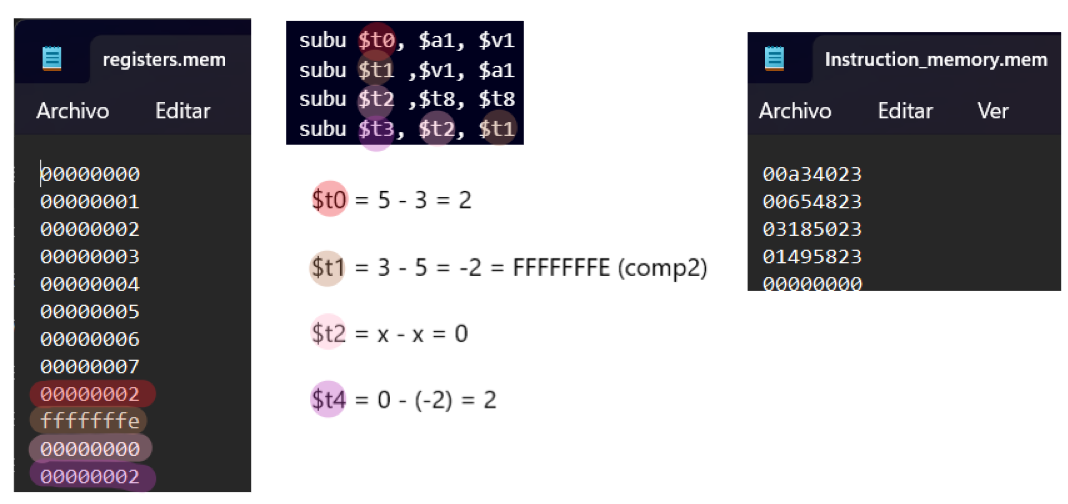 registers.mem
Archivo Editar
00000000
00000001
00000002
00000003
00000004
00000005
00000006
00000007
00000002
fffffffe
00000000
00000002
subu $t0, $a1, $v1
subu $t1 ,$v1, $a1
subu $t2 ,$t8, $t8
subu $t3, $t2, $t1
$t0 = 5 - 3 = 2
$t1 = 3 - 5 = -2 = FFFFFFFE (comp2)
$t2 = x - x = 0
$t4 = 0 - (-2) = 2
Instruction_memory.mem
Archivo Editar Ver
00a34023
00654823
03185023
01495823
00000000